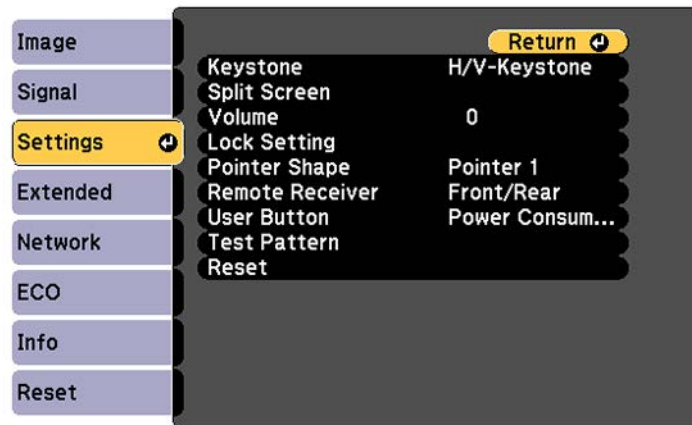 Image
Signal
Settings
Extended
Network
ECO
Info
Reset
Return
Keystone H/V-Keystone
Split Screen
Volume 0
Lock Setting
Pointer Shape Pointer 1
Remote Receiver Front/Rear
User Button Power Consum...
Test Pattern
Reset